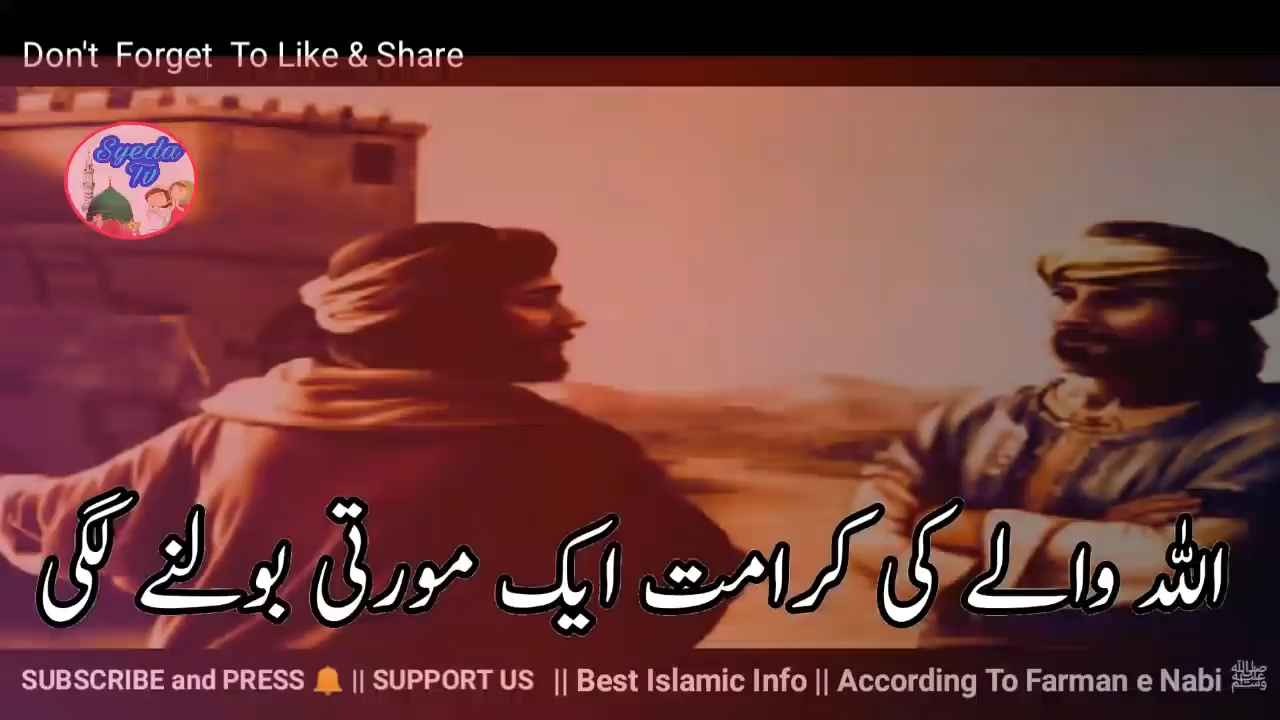 Don't Forget To Like & Share
Syeda
Tv
اللہ والے کی کرامت ایک مورتی بولنے لگی
SUBSCRIBE and PRESS 🔔 || SUPPORT US || Best Islamic Info || According To Farman e Nabi ﷺ